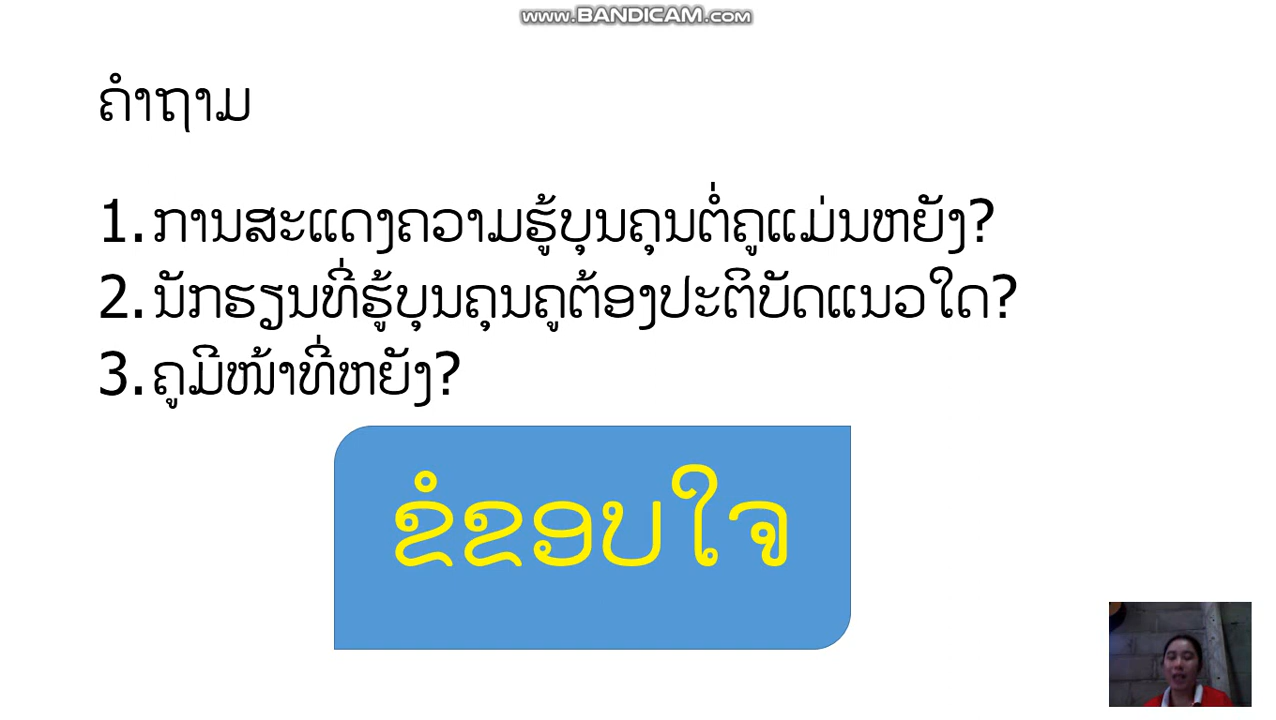 www.BANDICAM.com
ຄຳຖາມ
1. ການສະແດງຄວາມຮູ້ບຸນຄຸນຕໍ່ຄູແມ່ນຫຍັງ?
2. ນັກຮຽນທີ່ຮູ້ບຸນຄຸນຄູຕ້ອງປະຕິບັດແນວໃດ?
3. ຄູມີໜ້າທີ່ຫຍັງ?
ຂໍຂອບໃຈ